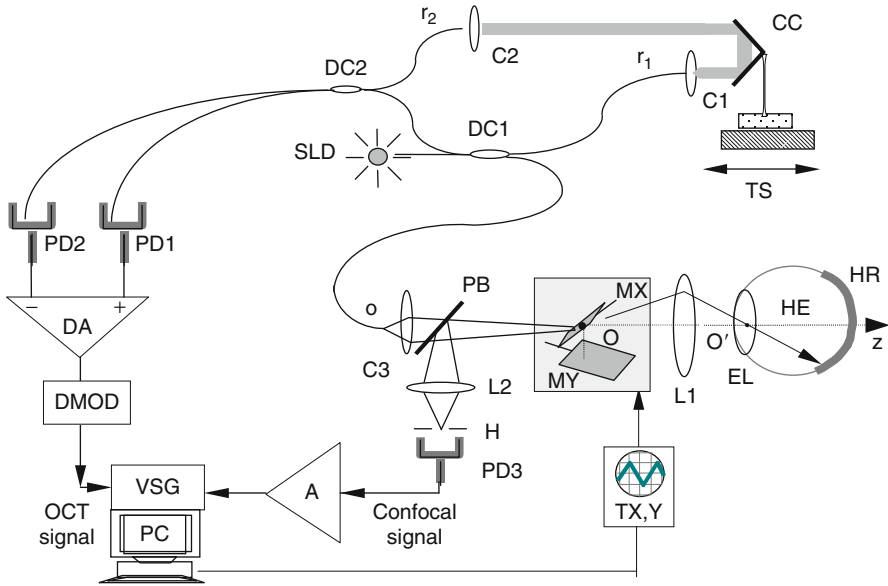 r2
CC
C2
r1
C1
DC2
DC1
SLD
TS
PD2
PD1
−
+
DA
DMOD
o
PB
C3
L2
H
PD3
MX
O
MY
L1
O′
EL
HE
HR
z
VSG
A
OCT
signal
PC
Confocal
signal
TX,Y